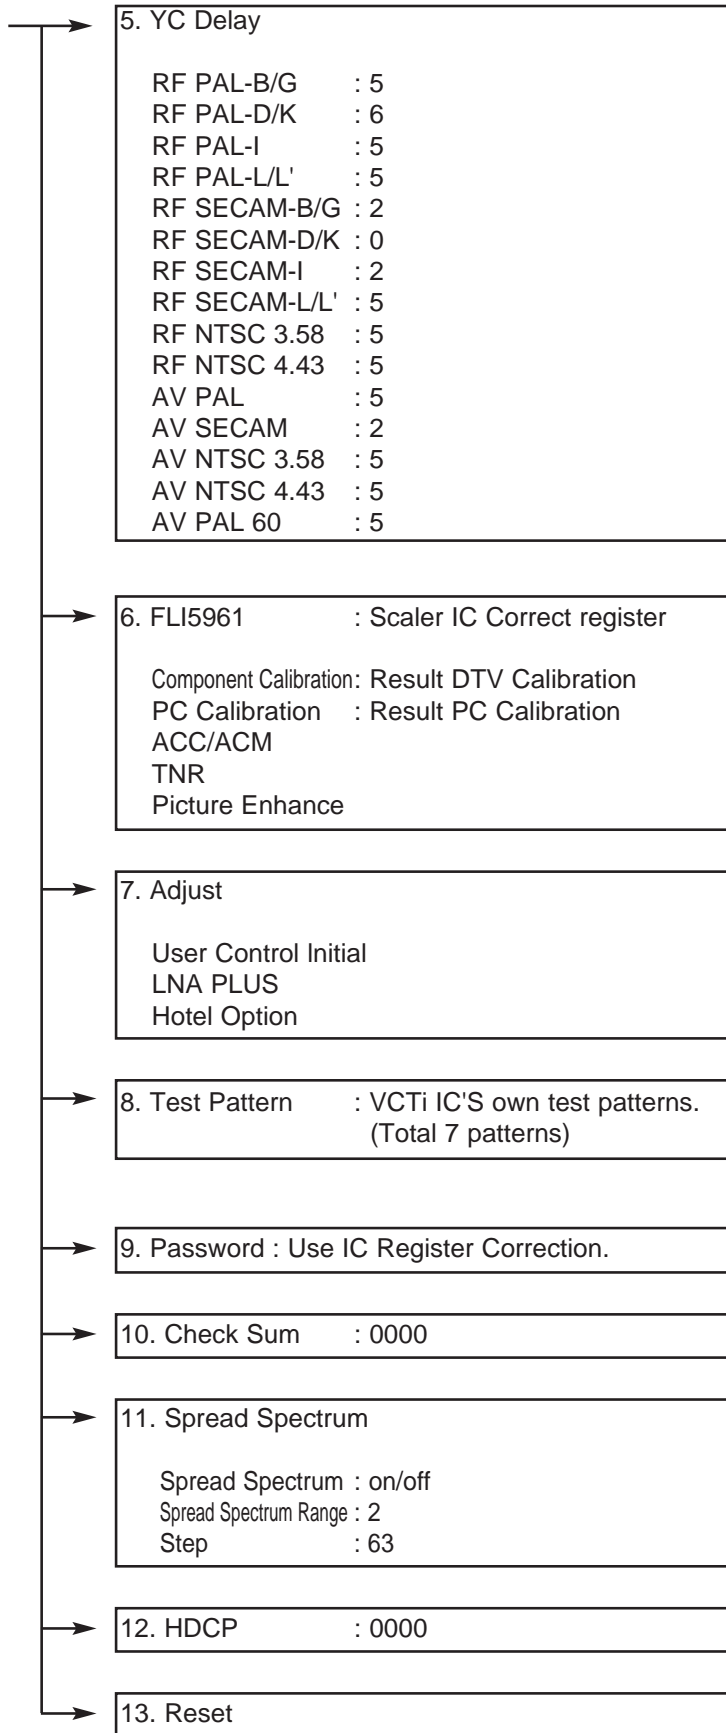 5. YC Delay
RF PAL-B/G : 5
RF PAL-D/K : 6
RF PAL-I : 5
RF PAL-L/L' : 5
RF SECAM-B/G : 2
RF SECAM-D/K : 0
RF SECAM-I : 2
RF SECAM-L/L' : 5
RF NTSC 3.58 : 5
RF NTSC 4.43 : 5
AV PAL : 5
AV SECAM : 2
AV NTSC 3.58 : 5
AV NTSC 4.43 : 5
AV PAL 60 : 5
6. FLI5961 : Scaler IC Correct register
Component Calibration: Result DTV Calibration
PC Calibration : Result PC Calibration
ACC/ACM
TNR
Picture Enhance
7. Adjust
User Control Initial
LNA PLUS
Hotel Option
8. Test Pattern : VCTi IC'S own test patterns.
(Total 7 patterns)
9. Password : Use IC Register Correction.
10. Check Sum : 0000
11. Spread Spectrum
Spread Spectrum : on/off
Spread Spectrum Range : 2
Step : 63
12. HDCP : 0000
13. Reset